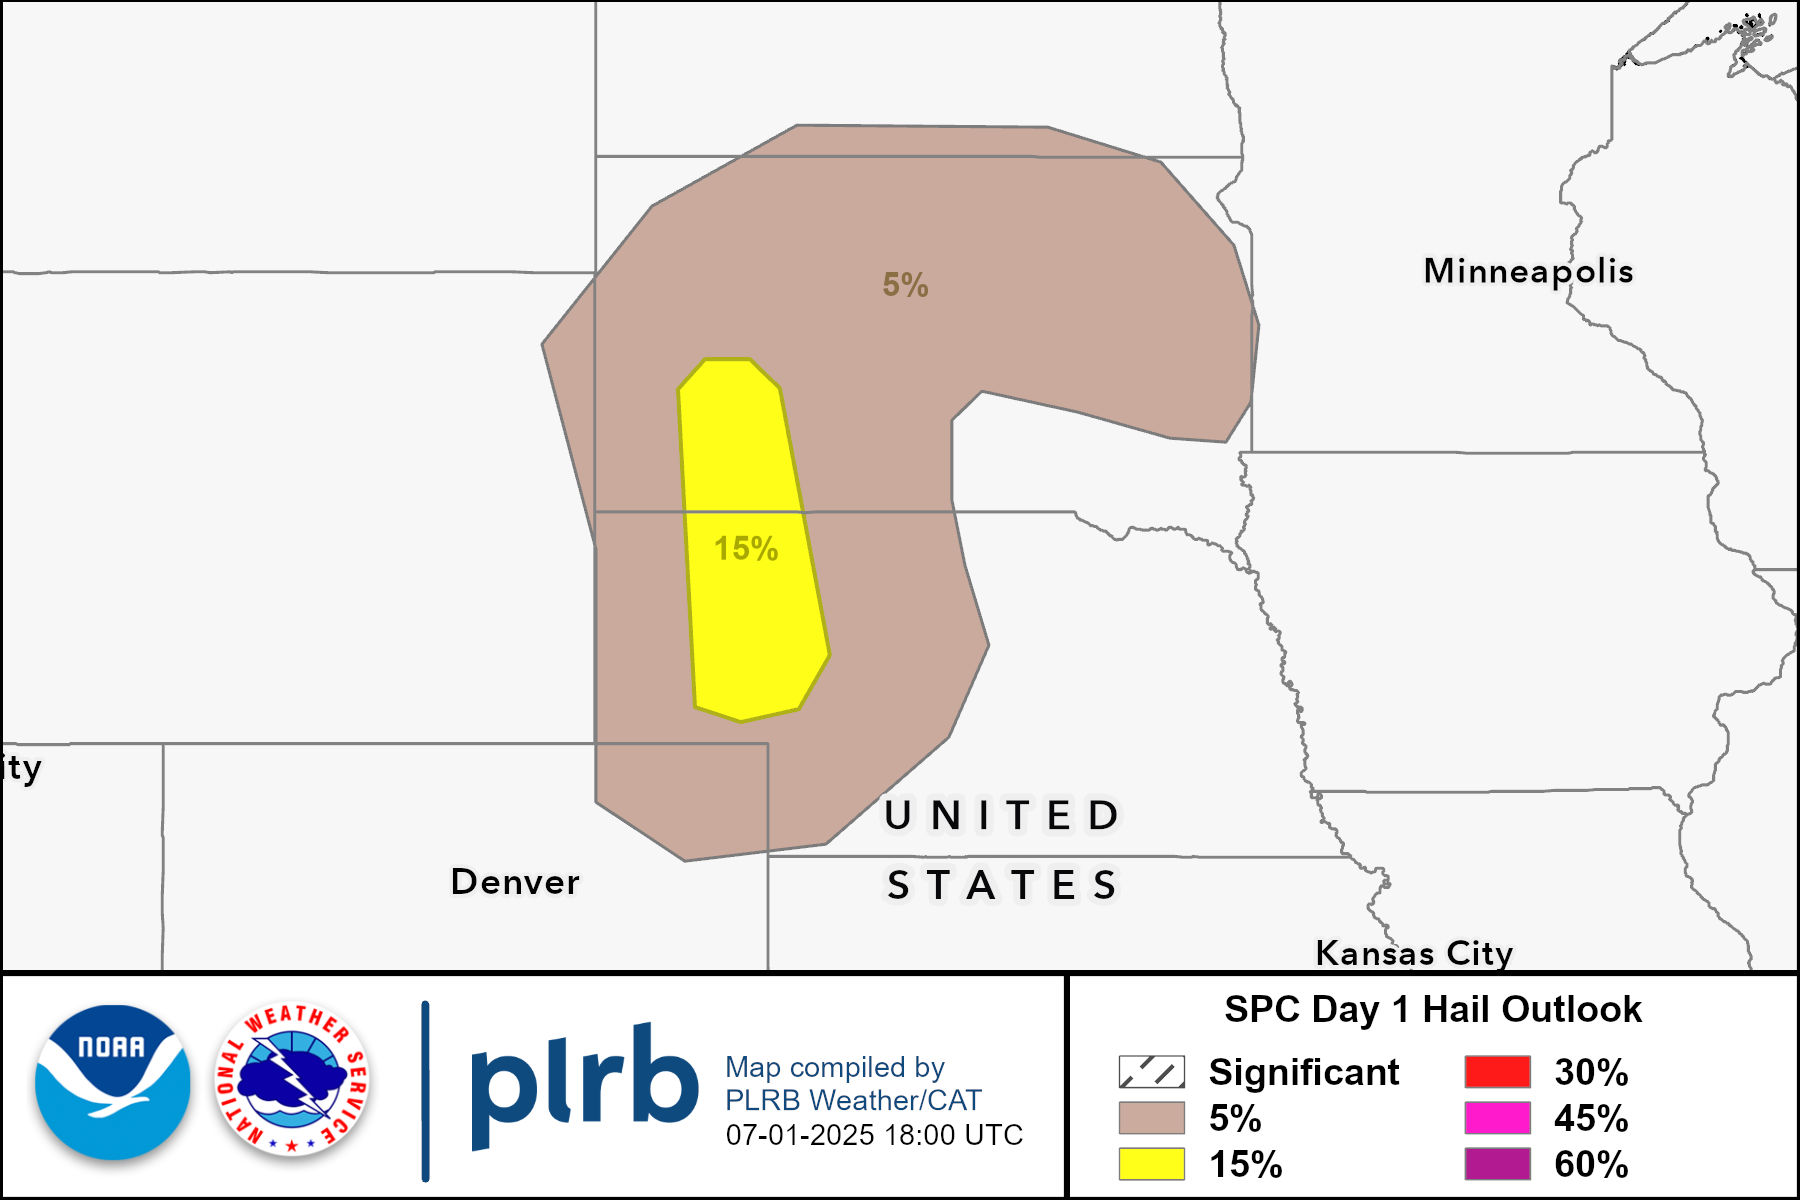 Minneapolis
5%
15%
ity
UNITED
STATES
Denver
Kansas City
NOAA
NATIONAL WEATHER SERVICE
plrb
Map compiled by
PLRB Weather/CAT
07-01-2025 18:00 UTC
SPC Day 1 Hail Outlook
Significant
5%
15%
30%
45%
60%